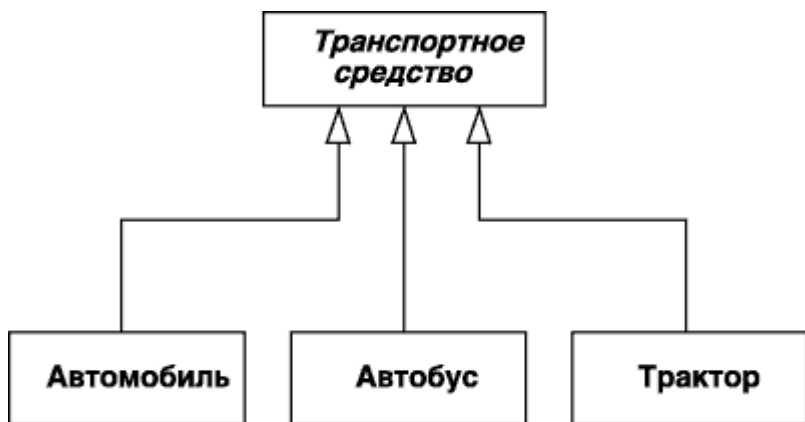 Транспортное
средство
Автомобиль
Автобус
Трактор